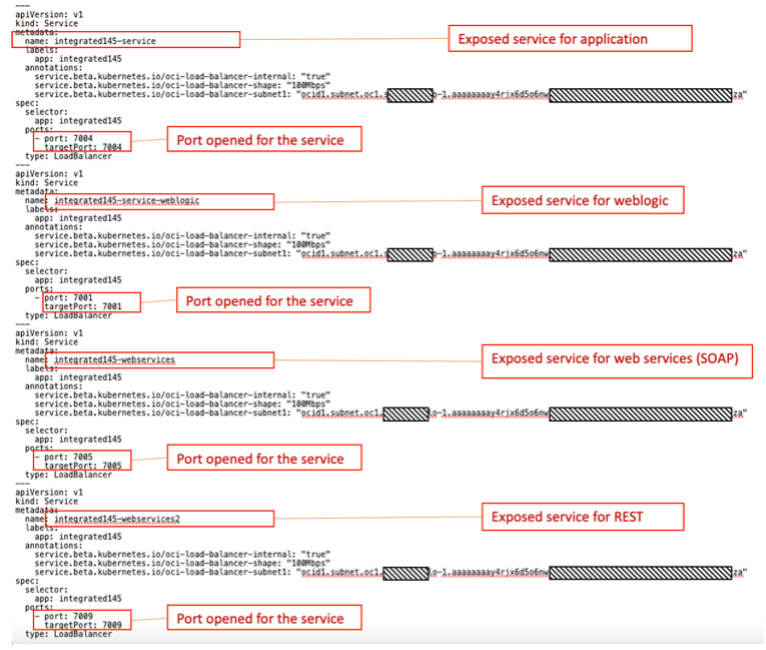 ---
apiVersion: v1
kind: Service
metadata:
name: integrated145-service
Exposed service for application
labels:
app: integrated145
annotations:
service.beta.kubernetes.io/oci-load-balancer-internal: "true"
service.beta.kubernetes.io/oci-load-balancer-shape: "100Mbps"
service.beta.kubernetes.io/oci-load-balancer-subnet1: "ocid1.subnet.oc1. -1.aaaaaaaay4rjx6d5o6nw za"
spec:
selector:
app: integrated145
ports:
- port: 7004
targetPort: 7004
Port opened for the service
type: LoadBalancer
---
apiVersion: v1
kind: Service
metadata:
name: integrated145-service-weblogic
Exposed service for weblogic
labels:
app: integrated145
annotations:
service.beta.kubernetes.io/oci-load-balancer-internal: "true"
service.beta.kubernetes.io/oci-load-balancer-shape: "100Mbps"
service.beta.kubernetes.io/oci-load-balancer-subnet1: "ocid1.subnet.oc1. -1.aaaaaaaay4rjx6d5o6nw za"
spec:
selector:
app: integrated145
ports:
- port: 7001
targetPort: 7001
Port opened for the service
type: LoadBalancer
---
apiVersion: v1
kind: Service
metadata:
name: integrated145-webservices
Exposed service for web services (SOAP)
labels:
app: integrated145
annotations:
service.beta.kubernetes.io/oci-load-balancer-internal: "true"
service.beta.kubernetes.io/oci-load-balancer-shape: "100Mbps"
service.beta.kubernetes.io/oci-load-balancer-subnet1: "ocid1.subnet.oc1. -1.aaaaaaaay4rjx6d5o6nw za"
spec:
selector:
app: integrated145
ports:
- port: 7005
targetPort: 7005
Port opened for the service
type: LoadBalancer
---
apiVersion: v1
kind: Service
metadata:
name: integrated145-webservices2
Exposed service for REST
labels:
app: integrated145
annotations:
service.beta.kubernetes.io/oci-load-balancer-internal: "true"
service.beta.kubernetes.io/oci-load-balancer-shape: "100Mbps"
service.beta.kubernetes.io/oci-load-balancer-subnet1: "ocid1.subnet.oc1. -1.aaaaaaaay4rjx6d5o6nw za"
spec:
selector:
app: integrated145
ports:
- port: 7009
targetPort: 7009
Port opened for the service
type: LoadBalancer